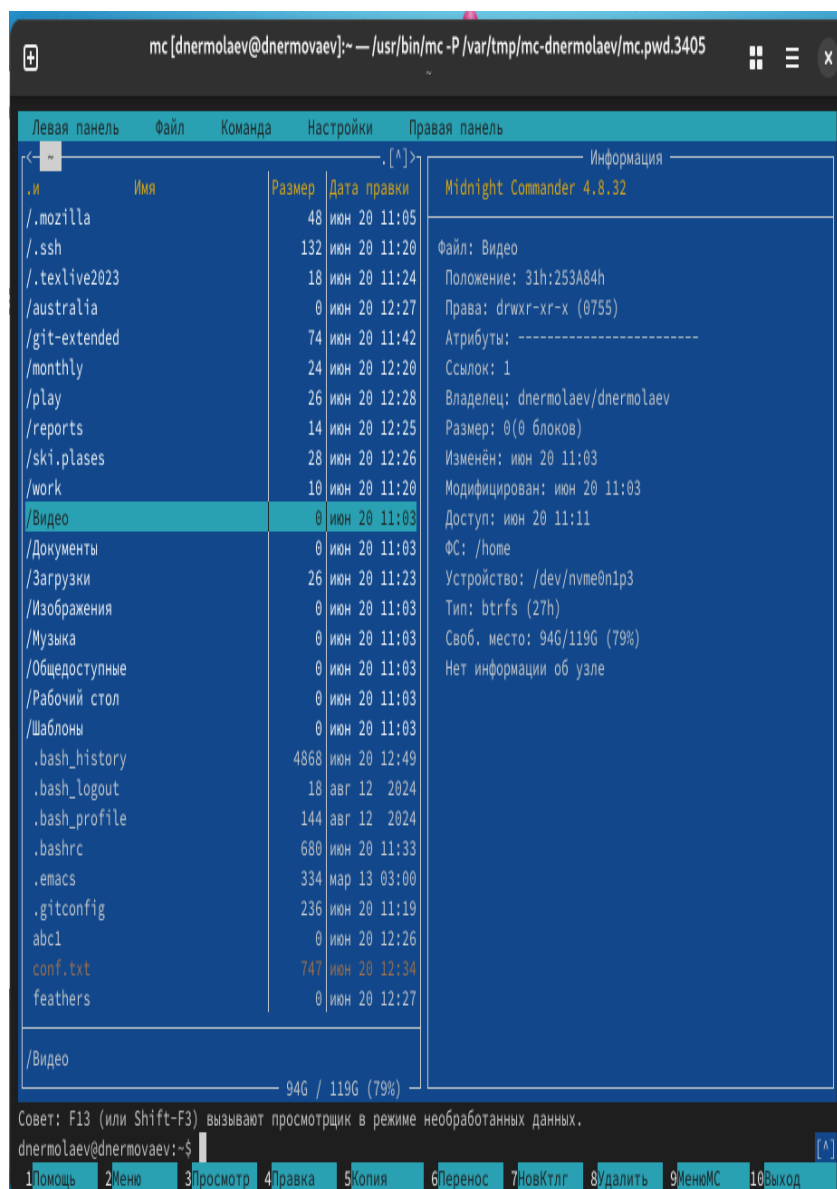 mc [dnermolaev@dnermovaev]:~ — /usr/bin/mc -P /var/tmp/mc-dnermolaev/mc.pwd.3405
~
Левая панель Файл Команда Настройки Правая панель
<- ~ .[^]>
Информация
.и Имя Размер Дата правки
Midnight Commander 4.8.32
/.mozilla 48 июн 20 11:05
/.ssh 132 июн 20 11:20
/.texlive2023 18 июн 20 11:24
/australia 0 июн 20 12:27
/git-extended 74 июн 20 11:42
/monthly 24 июн 20 12:20
/play 26 июн 20 12:28
/reports 14 июн 20 12:25
/ski.plases 28 июн 20 12:26
/work 10 июн 20 11:20
/Видео 0 июн 20 11:03
/Документы 0 июн 20 11:03
/Загрузки 26 июн 20 11:23
/Изображения 0 июн 20 11:03
/Музыка 0 июн 20 11:03
/Общедоступные 0 июн 20 11:03
/Рабочий стол 0 июн 20 11:03
/Шаблоны 0 июн 20 11:03
.bash_history 4868 июн 20 12:49
.bash_logout 18 авг 12 2024
.bash_profile 144 авг 12 2024
.bashrc 680 июн 20 11:33
.emacs 334 мар 13 03:00
.gitconfig 236 июн 20 11:19
abc1 0 июн 20 12:26
conf.txt 747 июн 20 12:34
feathers 0 июн 20 12:27
/Видео
94G / 119G (79%)
Файл: Видео
Положение: 31h:253A84h
Права: drwxr-xr-x (0755)
Атрибуты: -------------------------
Ссылок: 1
Владелец: dnermolaev/dnermolaev
Размер: 0(0 блоков)
Изменён: июн 20 11:03
Модифицирован: июн 20 11:03
Доступ: июн 20 11:11
ФС: /home
Устройство: /dev/nvme0n1p3
Тип: btrfs (27h)
Своб. место: 94G/119G (79%)
Нет информации об узле
Совет: F13 (или Shift-F3) вызывают просмотрщик в режиме необработанных данных.
dnermolaev@dnermovaev:~$
[^]
1Помощь 2Меню 3Просмотр 4Правка 5Копия 6Перенос 7НовКтлг 8Удалить 9МенюMC 10Выход